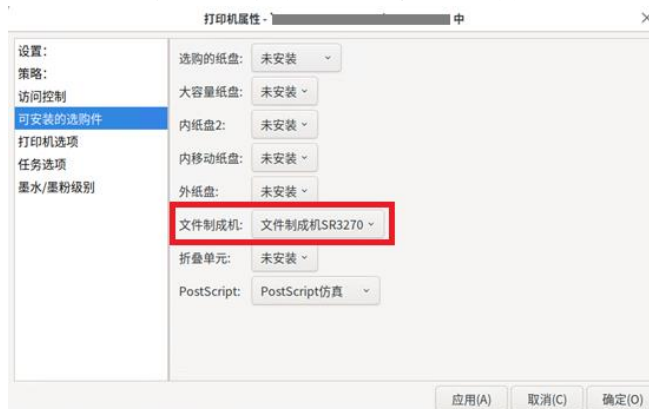 打印机属性 - 中
设置:
策略:
访问控制
可安装的选购件
打印机选项
任务选项
墨水/墨粉级别
选购的纸盘: 未安装
大容量纸盘: 未安装
内纸盘2: 未安装
内移动纸盘: 未安装
外纸盘: 未安装
文件制成机: 文件制成机SR3270
折叠单元: 未安装
PostScript: PostScript仿真
应用(A) 取消(C) 确定(O)